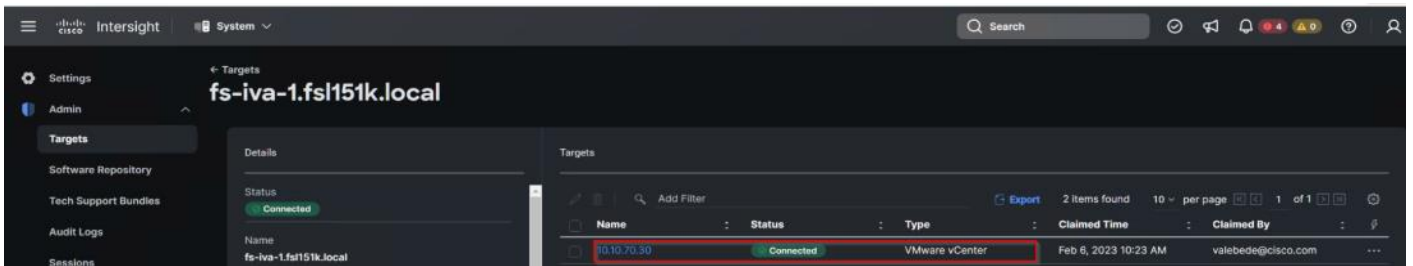 cisco Intersight System Search 4 0
Settings
Admin
Targets
Software Repository
Tech Support Bundles
Audit Logs
Sessions
← Targets
fs-iva-1.fsl151k.local
Details
Status
Connected
Name
fs-iva-1.fsl151k.local
Targets
Add Filter Export 2 items found 10 per page 1 of 1
Name Status Type Claimed Time Claimed By
10.10.70.30 Connected VMware vCenter Feb 6, 2023 10:23 AM valebede@cisco.com